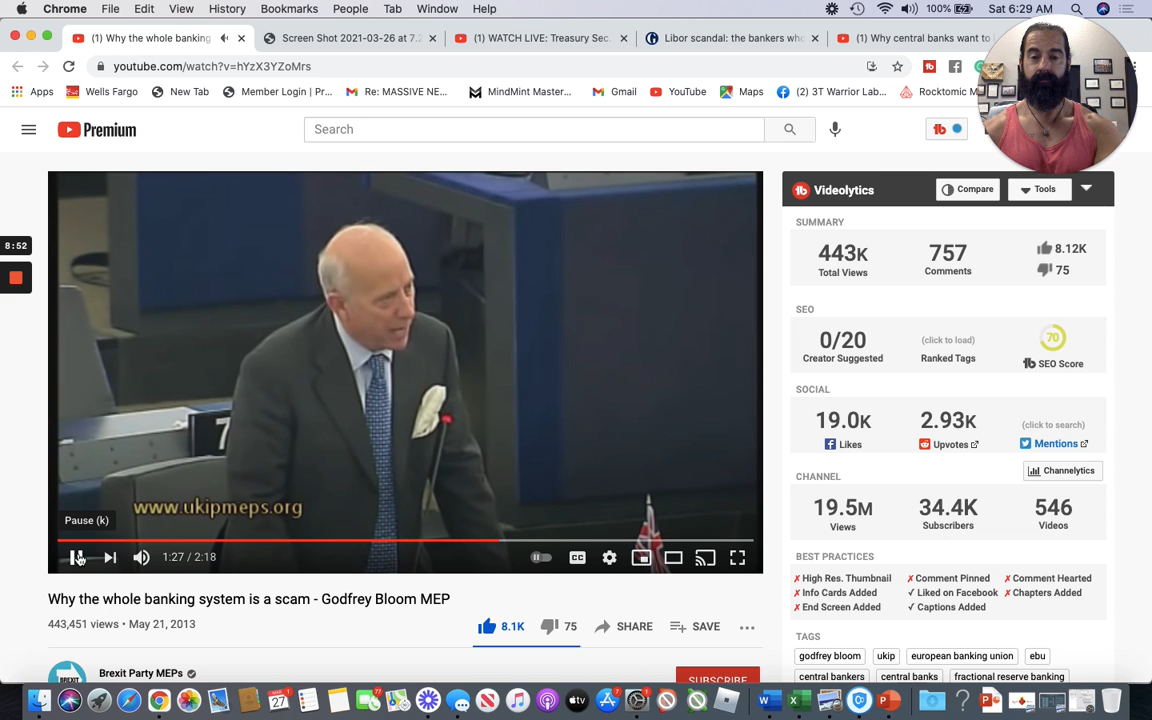 Chrome File Edit View History Bookmarks People Tab Window Help 100% Sat 6:29 AM
(1) Why the whole banking
Screen Shot 2021-03-26 at 7.2
(1) WATCH LIVE: Treasury Sec.
Libor scandal: the bankers who
(1) Why central banks want to
youtube.com/watch?v=hYzX3YZoMrs
Apps Wells Fargo New Tab Member Login | Pr... Re: MASSIVE NE... MindMint Master... Gmail YouTube Maps (2) 3T Warrior Lab... Rocktomic M
Premium
Search
Videolytics Compare Tools
SUMMARY
443K 757 8.12K
Total Views Comments 75
8:52
SEO
0/20 (click to load) 70
Creator Suggested Ranked Tags SEO Score
SOCIAL
19.0K 2.93K (click to search)
Likes Upvotes Mentions
7
CHANNEL Channelytics
19.5M 34.4K 546
Views Subscribers Videos
www.ukipmeps.org
Pause (k)
1:27 / 2:18
CC
BEST PRACTICES
✗ High Res. Thumbnail ✗ Comment Pinned ✗ Comment Hearted
✗ Info Cards Added ✓ Liked on Facebook ✗ Chapters Added
✗ End Screen Added ✓ Captions Added
Why the whole banking system is a scam - Godfrey Bloom MEP
443,451 views • May 21, 2013
8.1K 75 SHARE SAVE
TAGS
godfrey bloom ukip european banking union ebu
central bankers central banks fractional reserve banking
Brexit Party MEPs
SUBSCRIBE